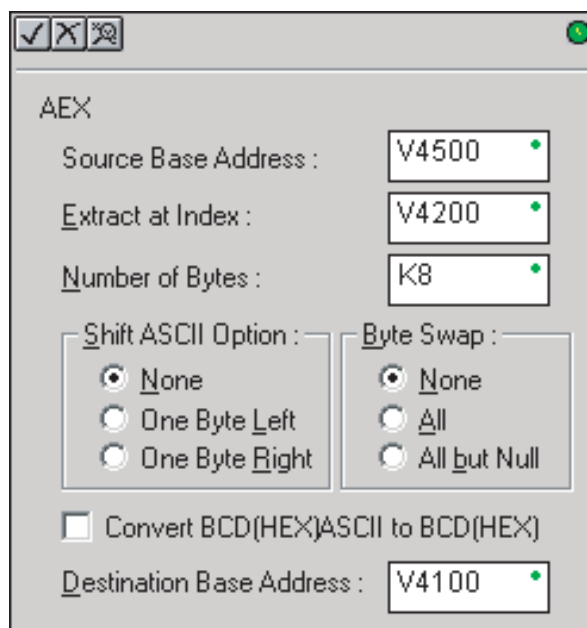 AEX
Source Base Address : V4500
Extract at Index : V4200
Number of Bytes : K8
Shift ASCII Option : Byte Swap :
None None
One Byte Left All
One Byte Right All but Null
Convert BCD(HEX)ASCII to BCD(HEX)
Destination Base Address : V4100